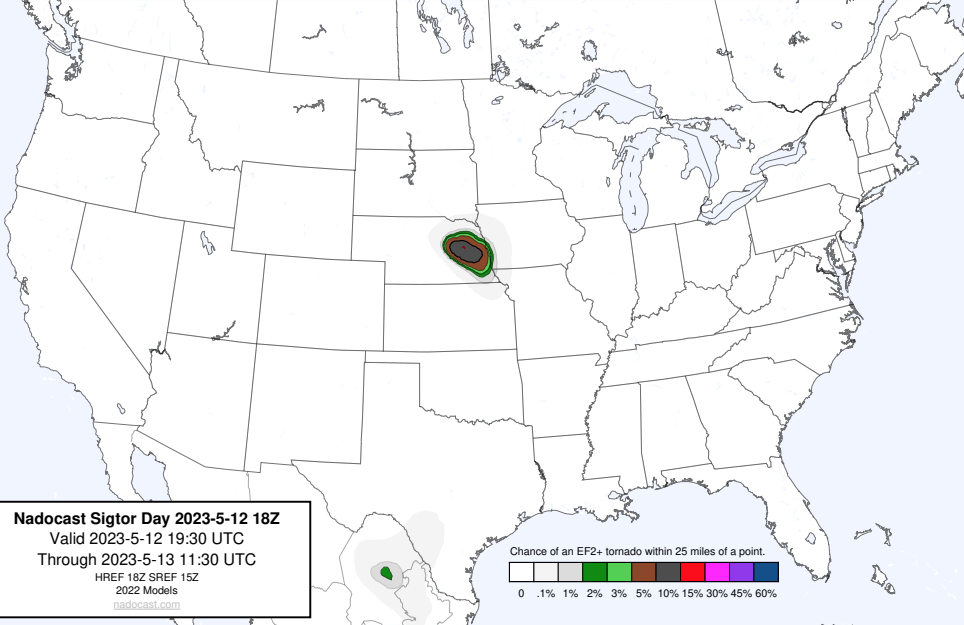 Nadocast Sigtor Day 2023-5-12 18Z
Valid 2023-5-12 19:30 UTC
Through 2023-5-13 11:30 UTC
HREF 18Z SREF 15Z
2022 Models
nadocast.com
Chance of an EF2+ tornado within 25 miles of a point.
0 .1% 1% 2% 3% 5% 10% 15% 30% 45% 60%